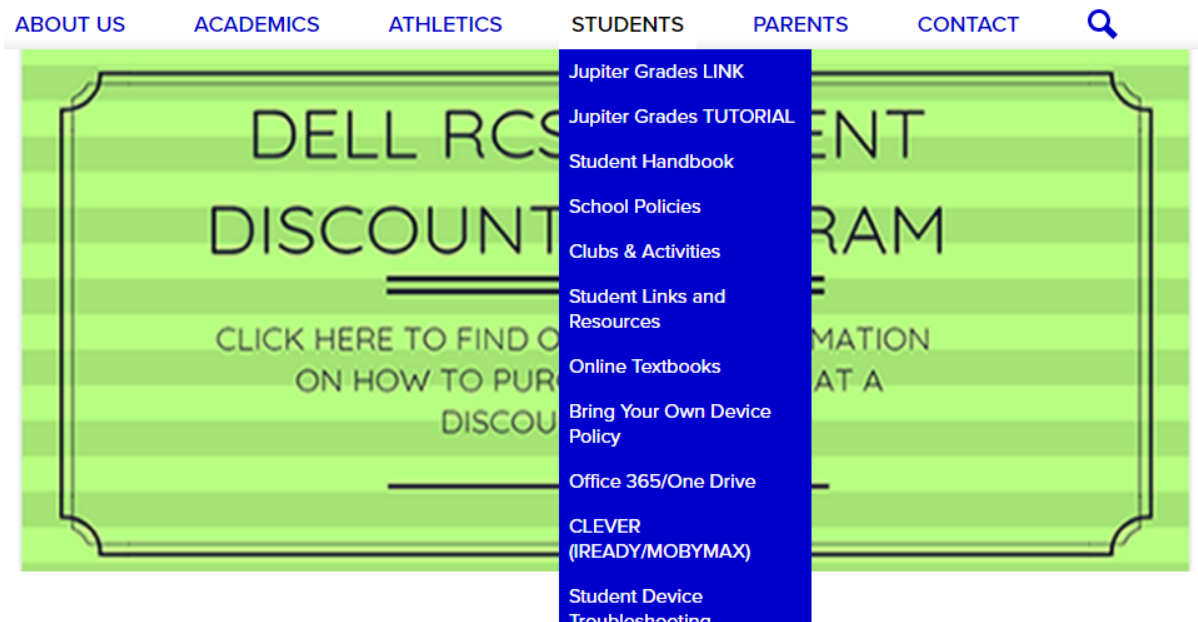 ABOUT US ACADEMICS ATHLETICS STUDENTS PARENTS CONTACT
Jupiter Grades LINK
Jupiter Grades TUTORIAL
Student Handbook
School Policies
Clubs & Activities
Student Links and
Resources
Online Textbooks
Bring Your Own Device
Policy
Office 365/One Drive
CLEVER
(IREADY/MOBYMAX)
Student Device
Troubleshooting
DELL RCS ENT
DISCOUNT RAM
CLICK HERE TO FIND O MATION
ON HOW TO PUR AT A
DISCOU